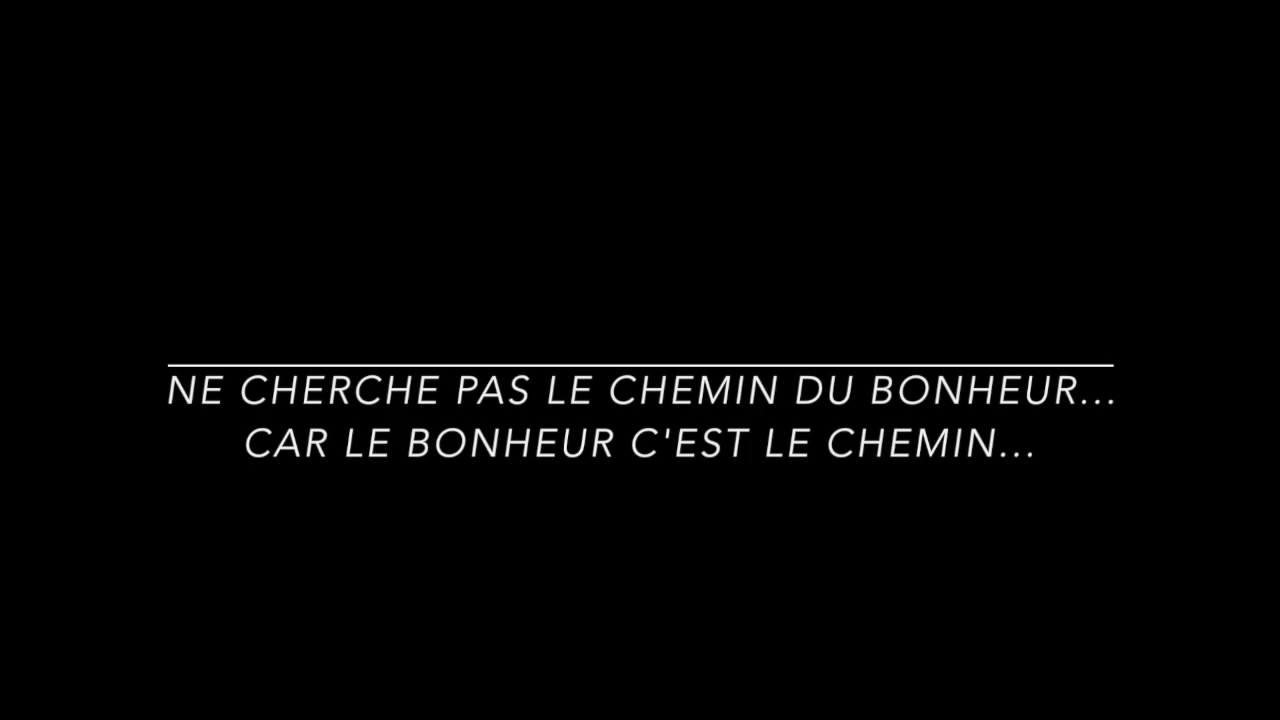 NE CHERCHE PAS LE CHEMIN DU BONHEUR...
CAR LE BONHEUR C'EST LE CHEMIN...